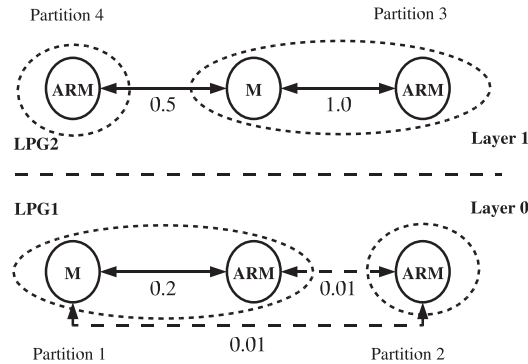 Partition 4
Partition 3
ARM
M
ARM
0.5
1.0
LPG2
Layer 1
LPG1
Layer 0
M
ARM
ARM
0.2
0.01
0.01
Partition 1
Partition 2